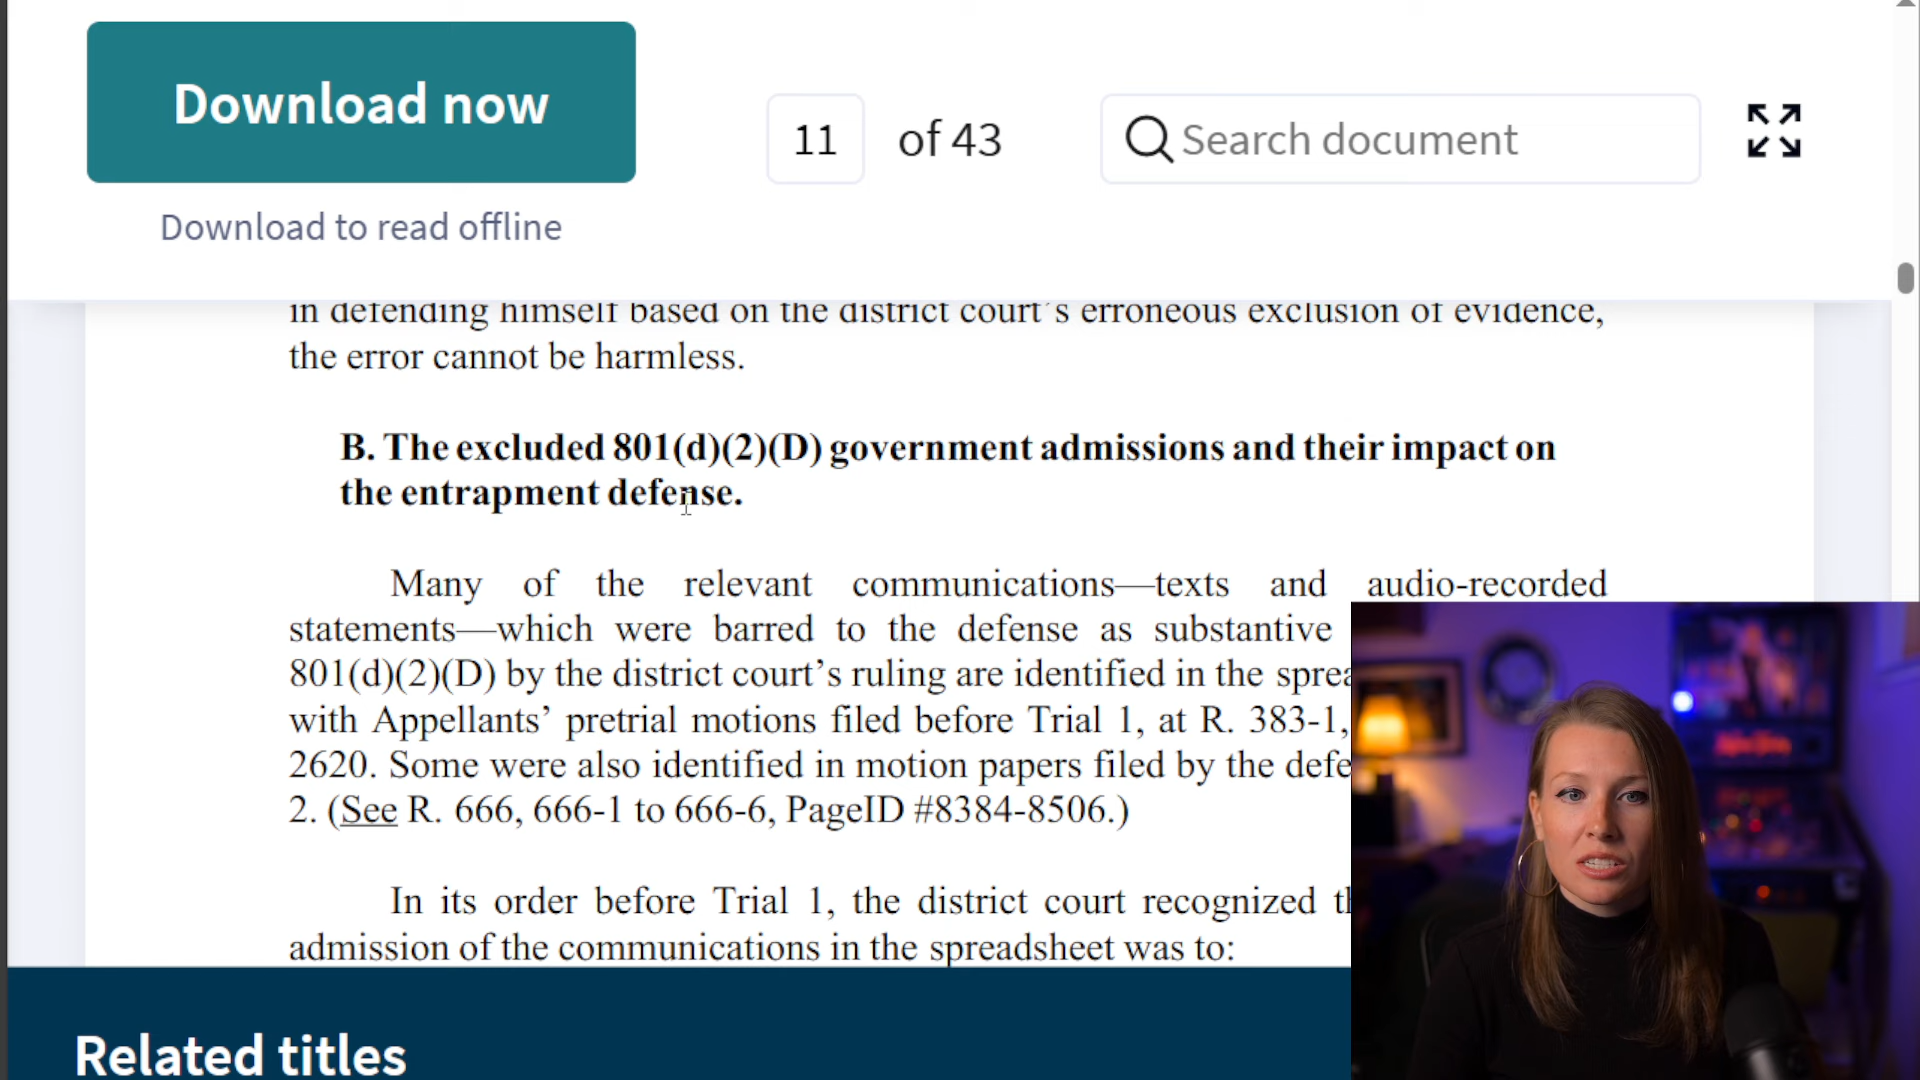 Download now
11 of 43
Search document
Download to read offline
in defending himself based on the district court's erroneous exclusion of evidence,
the error cannot be harmless.
B. The excluded 801(d)(2)(D) government admissions and their impact on
the entrapment defense.
Many of the relevant communications—texts and audio-recorded
statements—which were barred to the defense as substantive
801(d)(2)(D) by the district court's ruling are identified in the
with Appellants' pretrial motions filed before Trial 1, at R. 383-1,
2620. Some were also identified in motion papers filed by the
2. (See R. 666, 666-1 to 666-6, PageID #8384-8506.)
In its order before Trial 1, the district court recognized
admission of the communications in the spreadsheet was to:
Related titles